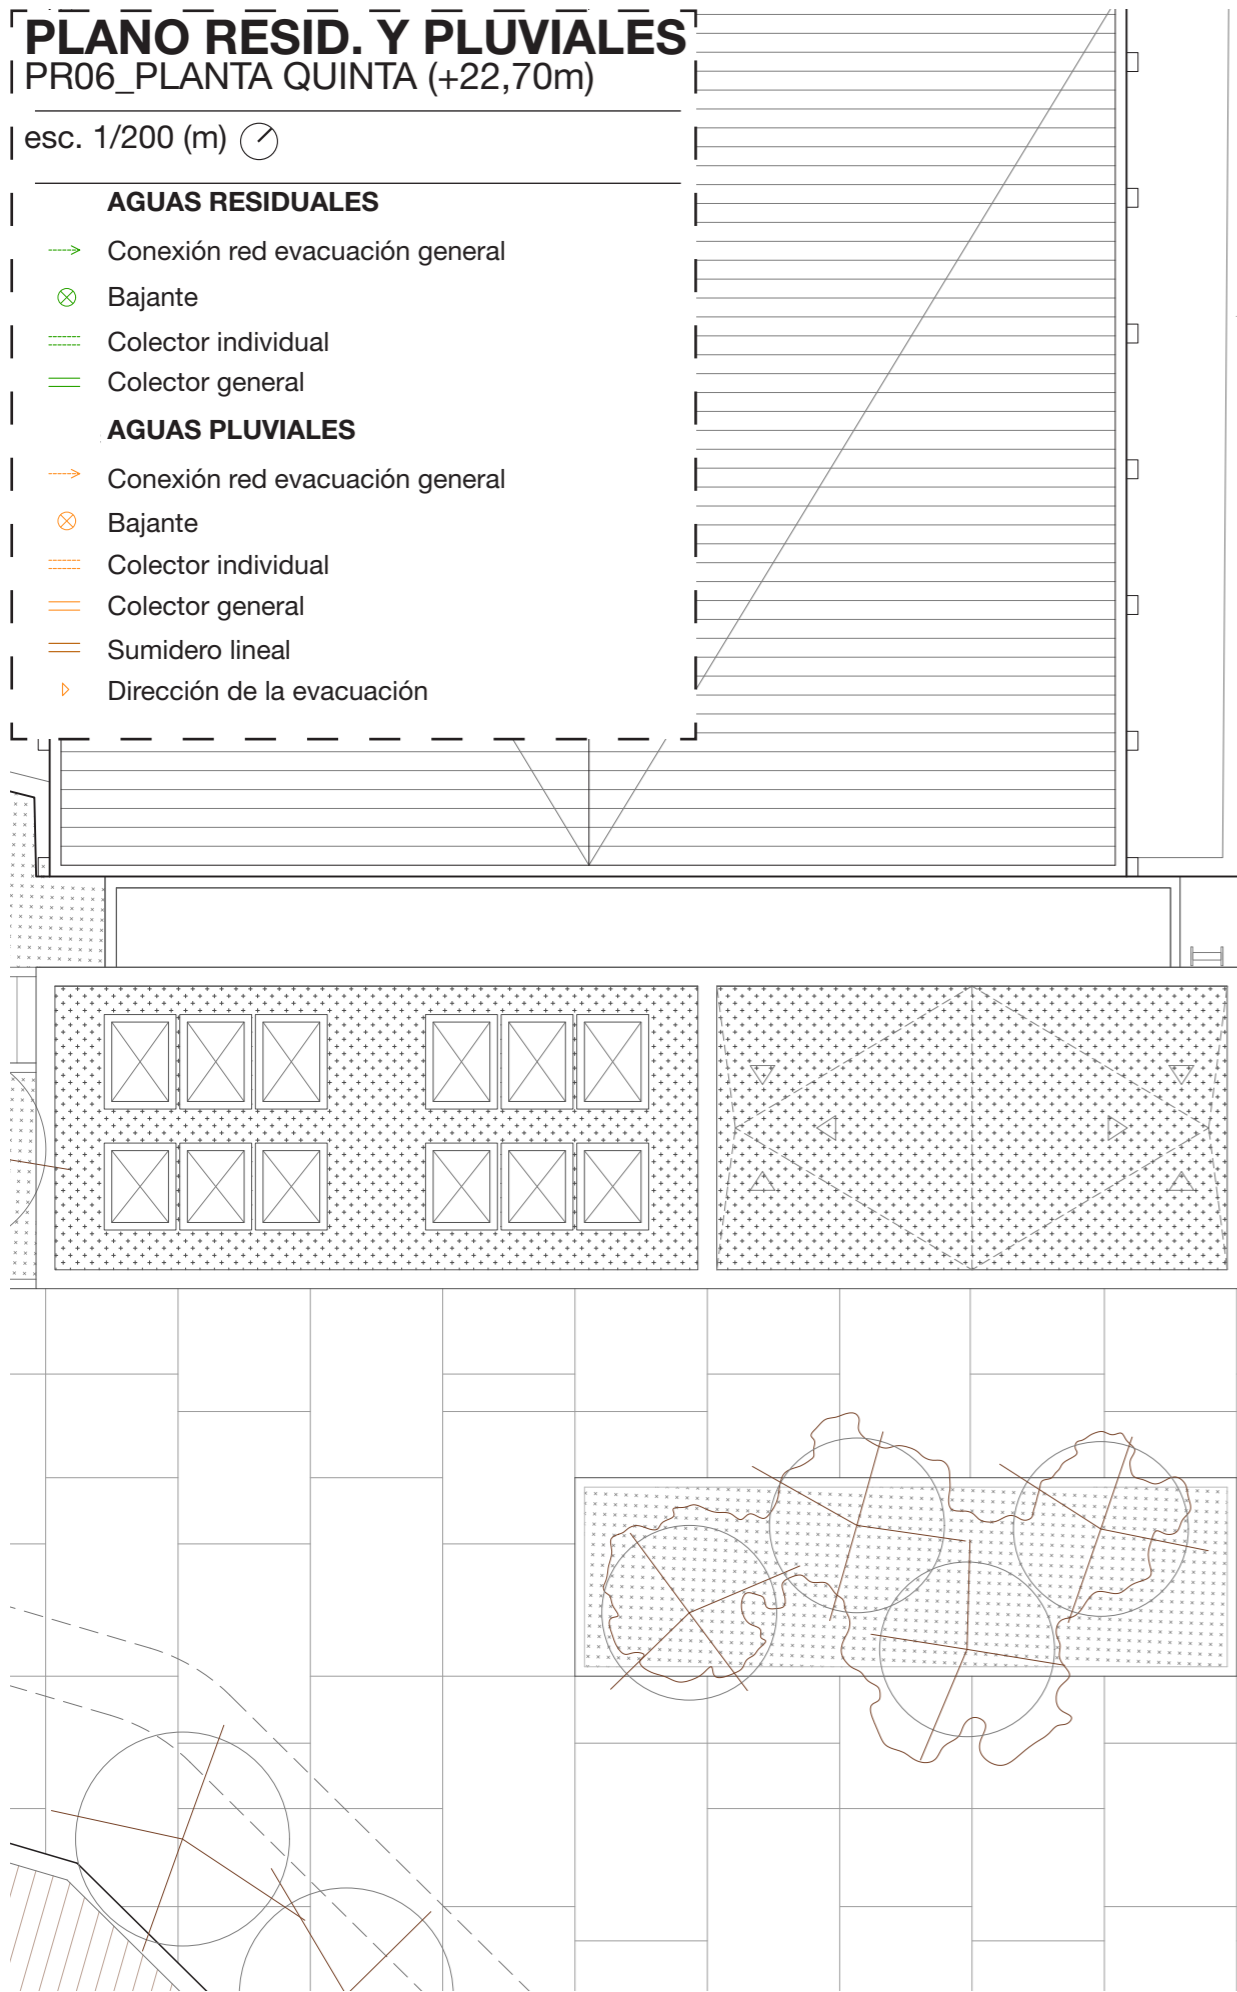 PLANO RESID. Y PLUVIALES
PR06_PLANTA QUINTA (+22,70m)
esc. 1/200 (m)
AGUAS RESIDUALES
Conexión red evacuación general
Bajante
Colector individual
Colector general
AGUAS PLUVIALES
Conexión red evacuación general
Bajante
Colector individual
Colector general
Sumidero lineal
Dirección de la evacuación